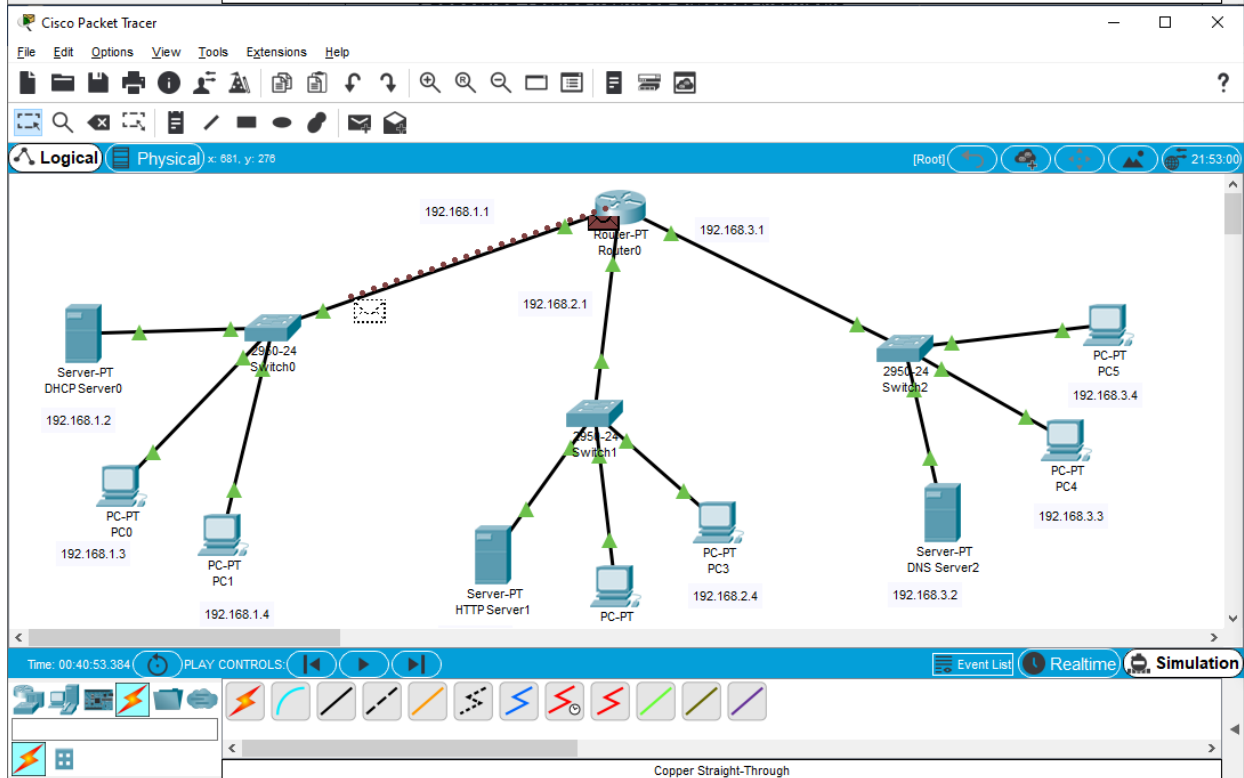 Cisco Packet Tracer
File Edit Options View Tools Extensions Help
?
Logical Physical x: 681, y: 276 [Root] 21:53:00
192.168.1.1
192.168.3.1
Router-PT
Router0
192.168.2.1
2950-24
Switch0
Server-PT
DHCP Server0
192.168.1.2
PC-PT
PC5
192.168.3.4
2950-24
Switch2
2950-24
Switch1
PC-PT
PC4
192.168.3.3
PC-PT
PC0
192.168.1.3
PC-PT
PC1
192.168.1.4
PC-PT
PC3
192.168.2.4
Server-PT
HTTP Server1
PC-PT
Server-PT
DNS Server2
192.168.3.2
Time: 00:40:53.384 PLAY CONTROLS: Event List Realtime Simulation
Copper Straight-Through